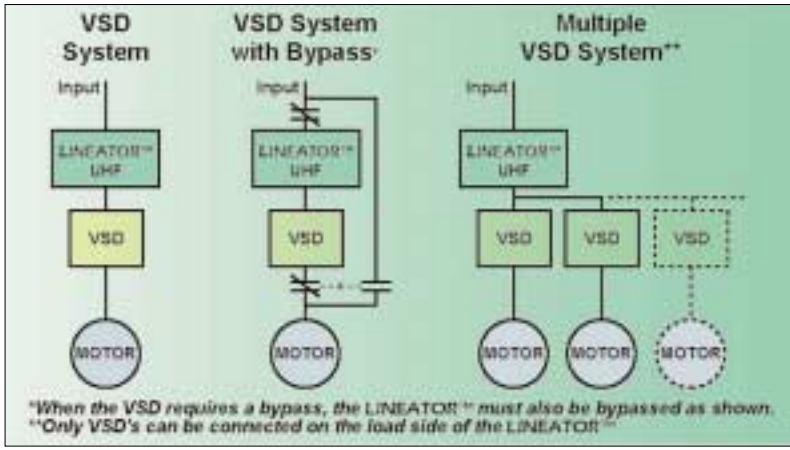 VSD System
VSD System with Bypass*
Multiple VSD System**
Input
Input
Input
LINEATOR™ UHF
LINEATOR™ UHF
LINEATOR™ UHF
VSD
VSD
VSD
VSD
VSD
MOTOR
MOTOR
MOTOR
MOTOR
MOTOR
*When the VSD requires a bypass, the LINEATOR™ must also be bypassed as shown.
**Only VSD's can be connected on the load side of the LINEATOR™